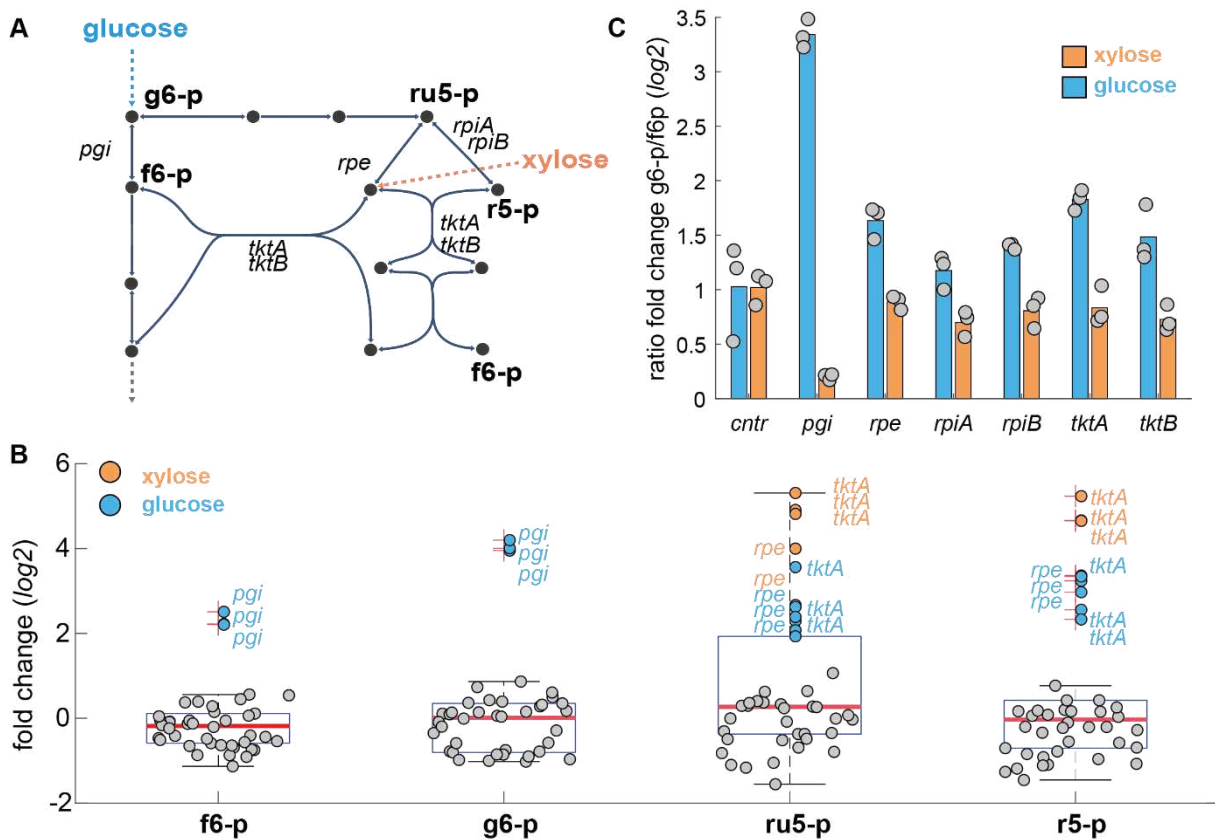 A
glucose
g6-p
ru5-p
pgi
rpiA
rpiB
rpe
xylose
f6-p
r5-p
tktA
tktB
tktA
tktB
f6-p
C
ratio fold change g6-p/f6p (log2)
3.5
3
2.5
2
1.5
1
0.5
0
xylose
glucose
cntr pgi rpe rpiA rpiB tktA tktB
B
fold change (log2)
6
4
2
0
-2
xylose
glucose
pgi
pgi
pgi
pgi
pgi
pgi
tktA
tktA
tktA
rpe
tktA
rpe
rpe
rpe tktA
rpe tktA
tktA
tktA
tktA
tktA
rpe
rpe
rpe
tktA
tktA
f6-p g6-p ru5-p r5-p